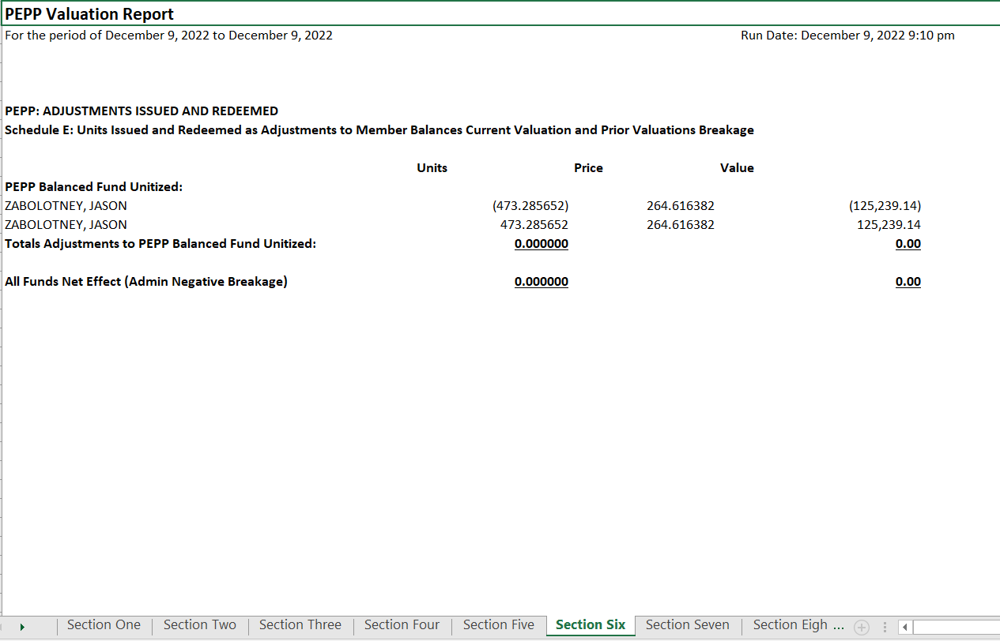 PEPP Valuation Report
For the period of December 9, 2022 to December 9, 2022 Run Date: December 9, 2022 9:10 pm
PEPP: ADJUSTMENTS ISSUED AND REDEEMED
Schedule E: Units Issued and Redeemed as Adjustments to Member Balances Current Valuation and Prior Valuations Breakage
Units Price Value
PEPP Balanced Fund Unitized:
ZABOLOTNEY, JASON (473.285652) 264.616382 (125,239.14)
ZABOLOTNEY, JASON 473.285652 264.616382 125,239.14
Totals Adjustments to PEPP Balanced Fund Unitized: 0.000000 0.00
All Funds Net Effect (Admin Negative Breakage) 0.000000 0.00
Section One Section Two Section Three Section Four Section Five Section Six Section Seven Section Eigh ...